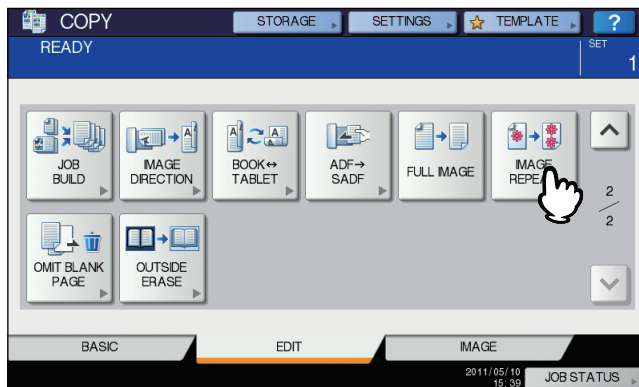 COPY
STORAGE
SETTINGS
TEMPLATE
?
READY
SET
1
JOB
BUILD
IMAGE
DIRECTION
BOOK↔
TABLET
ADF→
SADF
FULL IMAGE
IMAGE
REPEAT
2
2
OMIT BLANK
PAGE
OUTSIDE
ERASE
BASIC
EDIT
IMAGE
2011/05/10
15:39
JOB STATUS